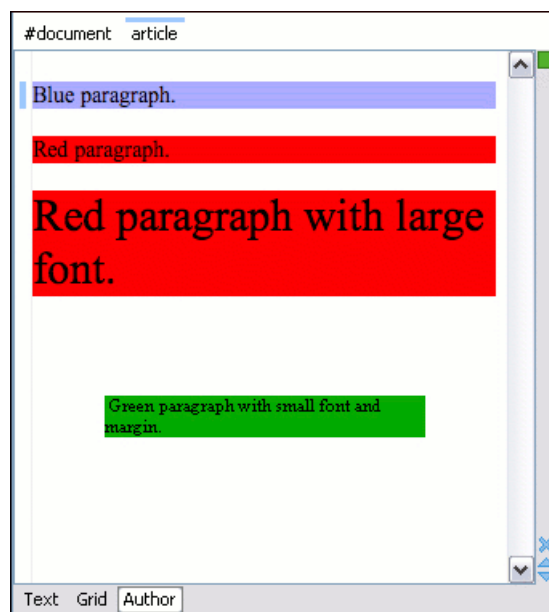 #document article
Blue paragraph.
Red paragraph.
Red paragraph with large
font.
Green paragraph with small font and
margin.
Text Grid Author